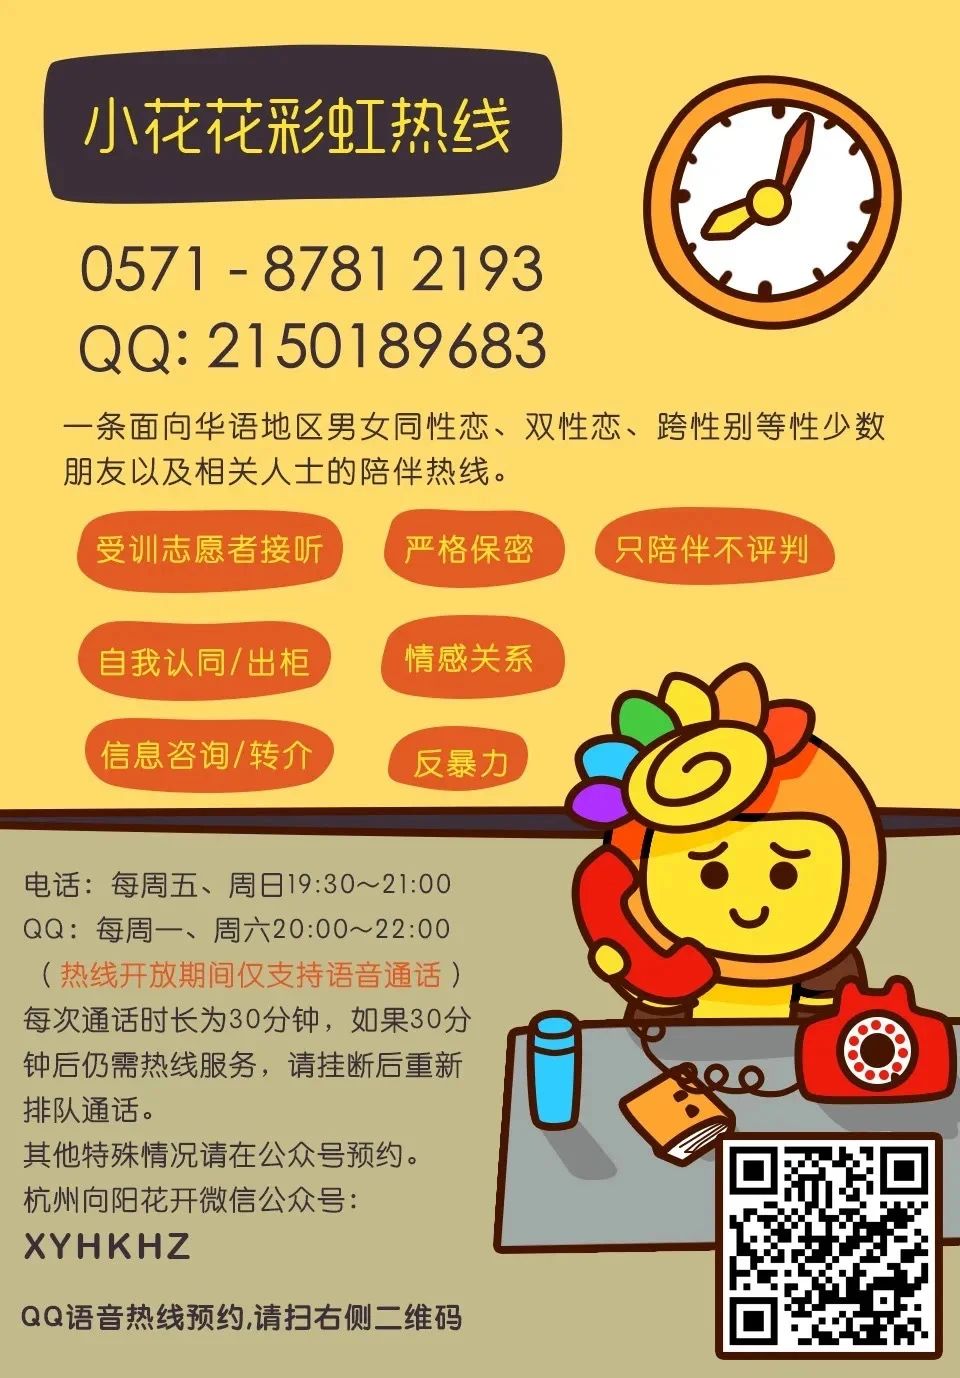 小花花彩虹热线
0571 - 8781 2193
QQ: 2150189683
一条面向华语地区男女同性恋、双性恋、跨性别等性少数
朋友以及相关人士的陪伴热线。
受训志愿者接听 严格保密 只陪伴不评判
自我认同/出柜 情感关系
信息咨询/转介 反暴力
电话：每周五、周日19:30～21:00
QQ：每周一、周六20:00～22:00
（热线开放期间仅支持语音通话）
每次通话时长为30分钟，如果30分
钟后仍需热线服务，请挂断后重新
排队通话。
其他特殊情况请在公众号预约。
杭州向阳花开微信公众号：
XYHKHZ
QQ语音热线预约,请扫右侧二维码